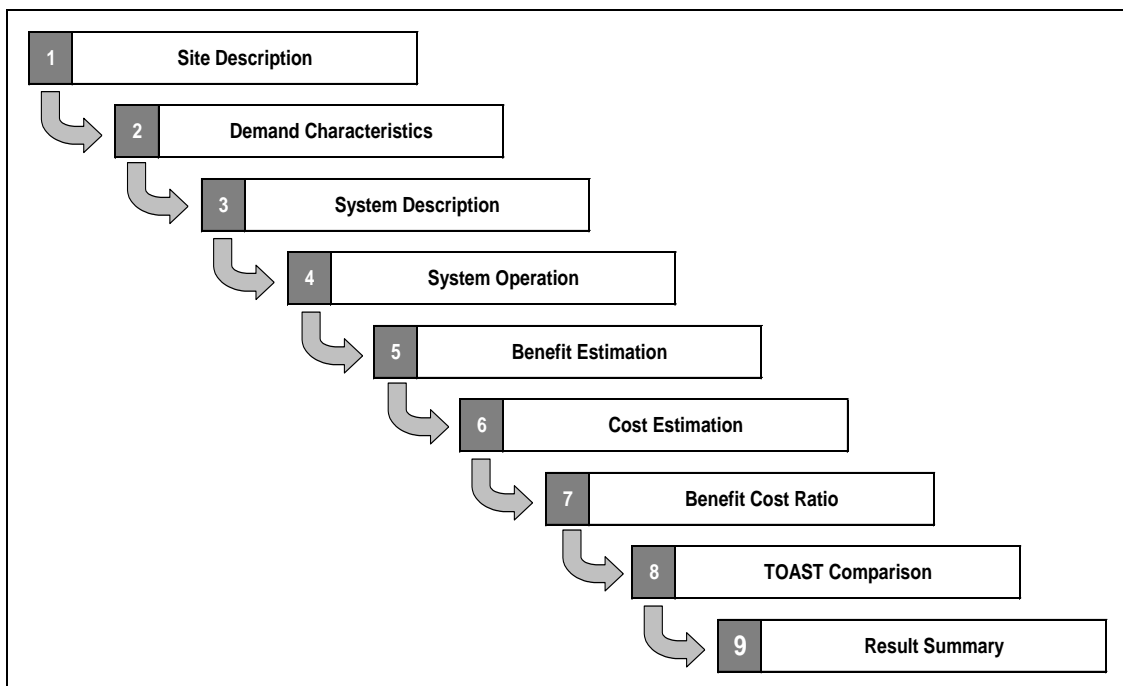 1 Site Description
2 Demand Characteristics
3 System Description
4 System Operation
5 Benefit Estimation
6 Cost Estimation
7 Benefit Cost Ratio
8 TOAST Comparison
9 Result Summary